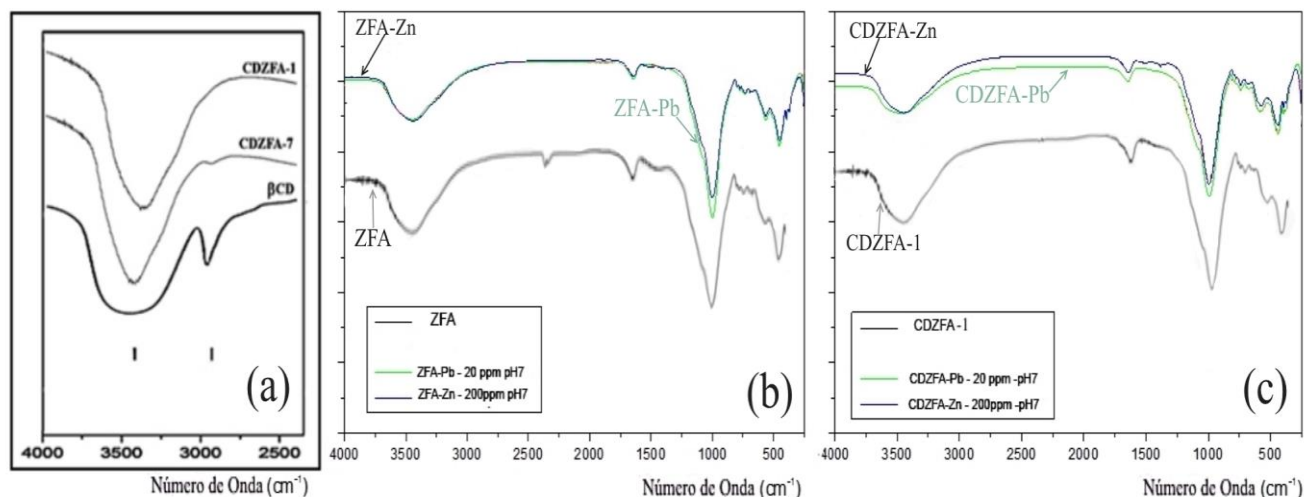 CDZFA-1
CDZFA-7
βCD
(a)
4000 3500 3000 2500
Número de Onda (cm⁻¹)
ZFA-Zn
ZFA-Pb
ZFA
ZFA
ZFA-Pb - 20 ppm pH7
ZFA-Zn - 200ppm pH7
(b)
4000 3500 3000 2500 2000 1500 1000 500
Número de Onda (cm⁻¹)
CDZFA-Zn
CDZFA-Pb
CDZFA-1
CDZFA-1
CDZFA-Pb - 20 ppm -pH7
CDZFA-Zn - 200ppm -pH7
(c)
4000 3500 3000 2500 2000 1500 1000 500
Número de Onda (cm⁻¹)